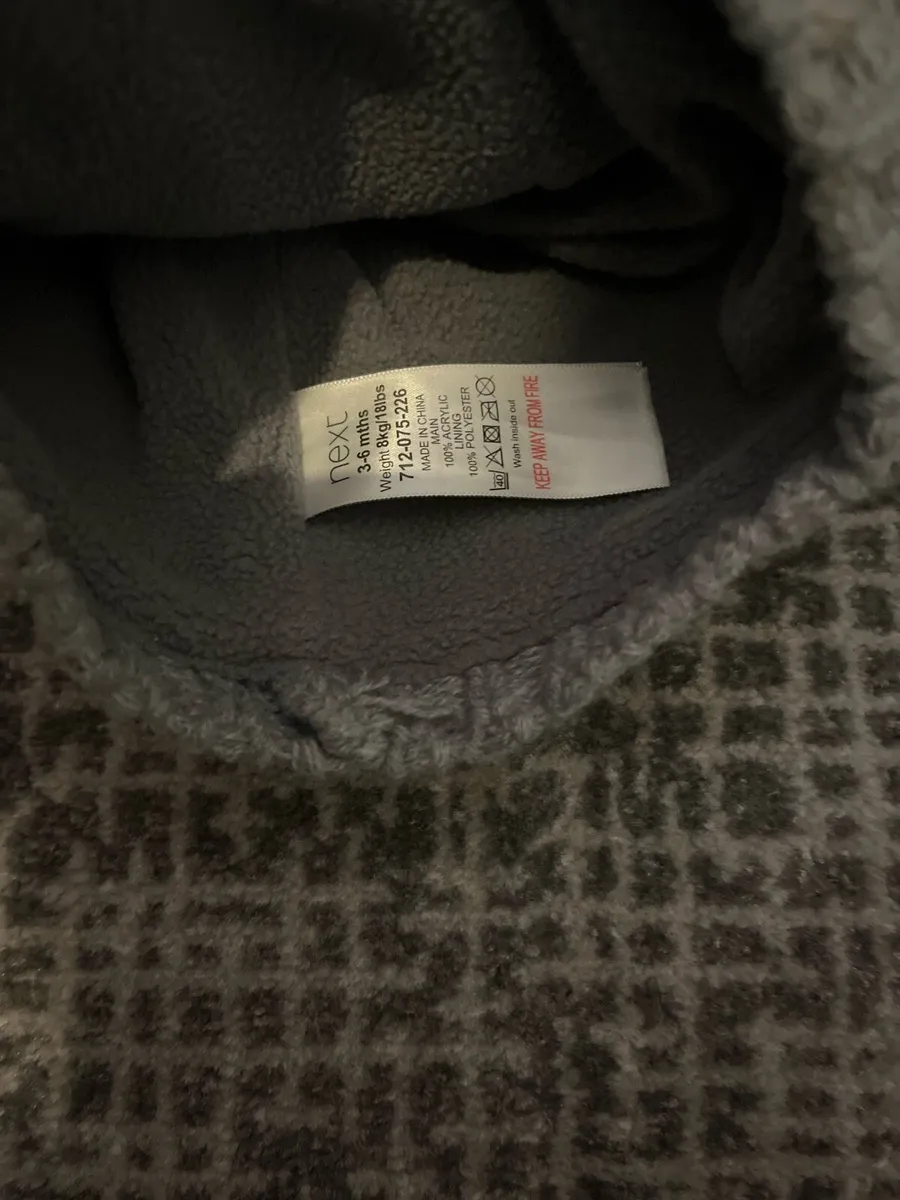 next
3-6 mths
Weight 8kg/18lbs
712-075-226
MADE IN CHINA
MAIN
100% ACRYLIC
LINING
100% POLYESTER
40
Wash inside out
KEEP AWAY FROM FIRE